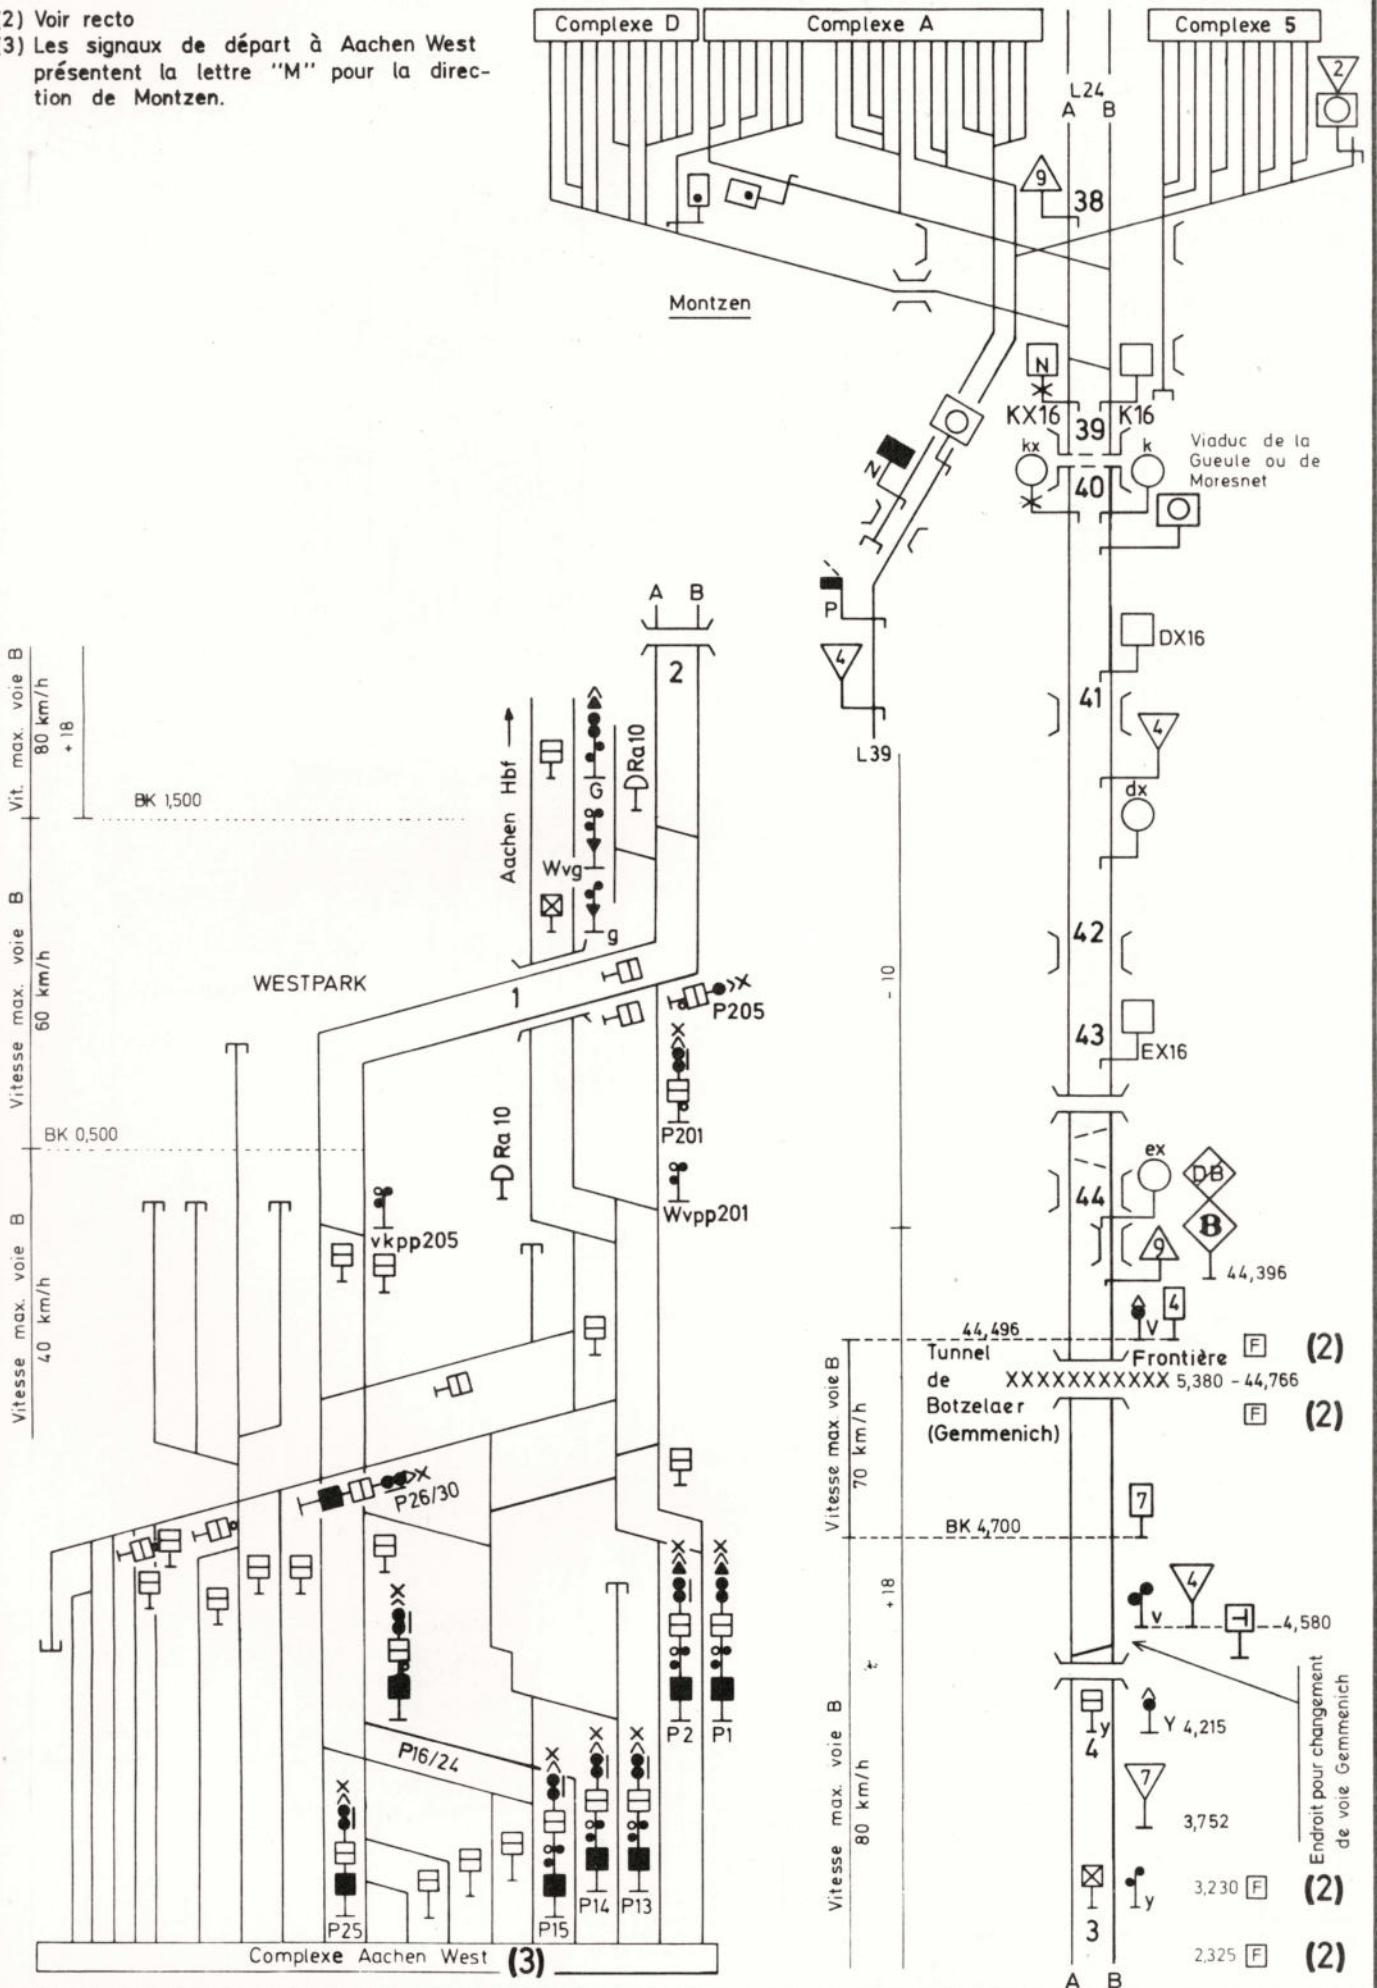 (2) Voir recto
(3) Les signaux de départ à Aachen West
présentent la lettre "M" pour la direc-
tion de Montzen.
Complexe D
Complexe A
Complexe 5
2
L24
A B
9
38
Montzen
N
KX16
39
K16
kx
k
40
Viaduc de la
Gueule ou de
Moresnet
N
P
4
L39
DX16
41
4
dx
42
43
EX16
- 10
ex
DB
44
B
9
44,396
4
V
44,496
F
(2)
Tunnel
de
Botzelaer
(Gemmenich)
Frontière
XXXXXXXXXXX 5,380 - 44,766
F
(2)
Vitesse max. voie B
70 km/h
7
BK 4,700
+18
4
v
T
4,580
Vitesse max. voie B
80 km/h
Endroit pour changement
de voie Gemmenich
y
Y 4,215
4
7
3,752
y
3,230 F (2)
3
2,325 F (2)
A B
A B
2
Vit. max. voie B
80 km/h
+18
BK 1,500
Aachen Hbf
G
Ra10
Wvg
g
Vitesse max. voie B
60 km/h
WESTPARK
1
P205
P201
BK 0,500
Ra 10
Wvpp201
vkpp205
Vitesse max. voie B
40 km/h
P26/30
P2
P1
P16/24
P25
P15
P14
P13
Complexe Aachen West (3)